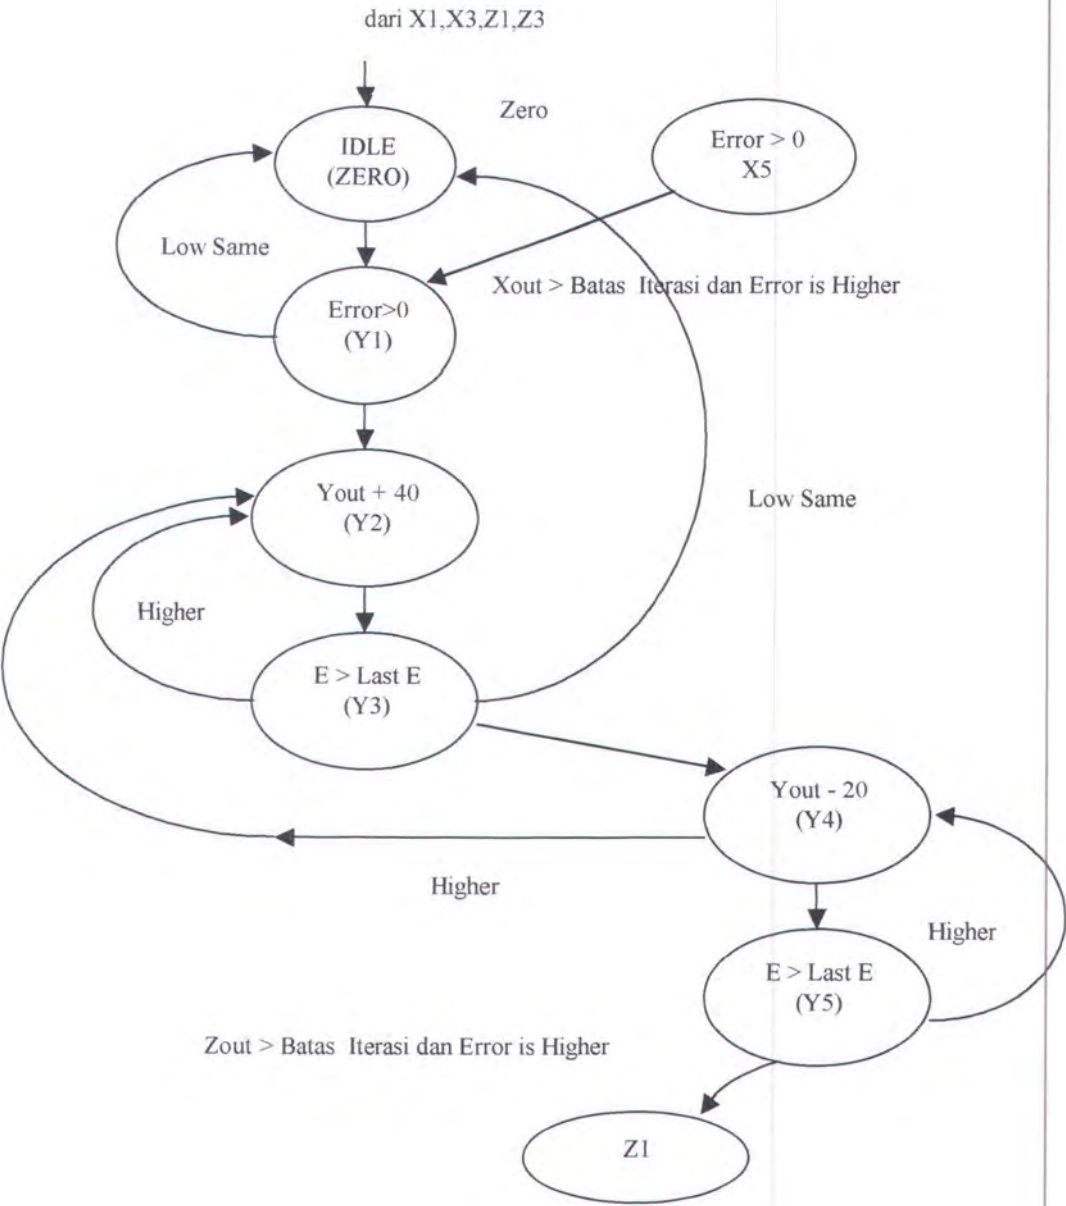 dari X1,X3,Z1,Z3
Zero
IDLE
(ZERO)
Error > 0
X5
Low Same
Xout > Batas Iterasi dan Error is Higher
Error>0
(Y1)
Yout + 40
(Y2)
Low Same
Higher
E > Last E
(Y3)
Yout - 20
(Y4)
Higher
Higher
E > Last E
(Y5)
Zout > Batas Iterasi dan Error is Higher
Z1